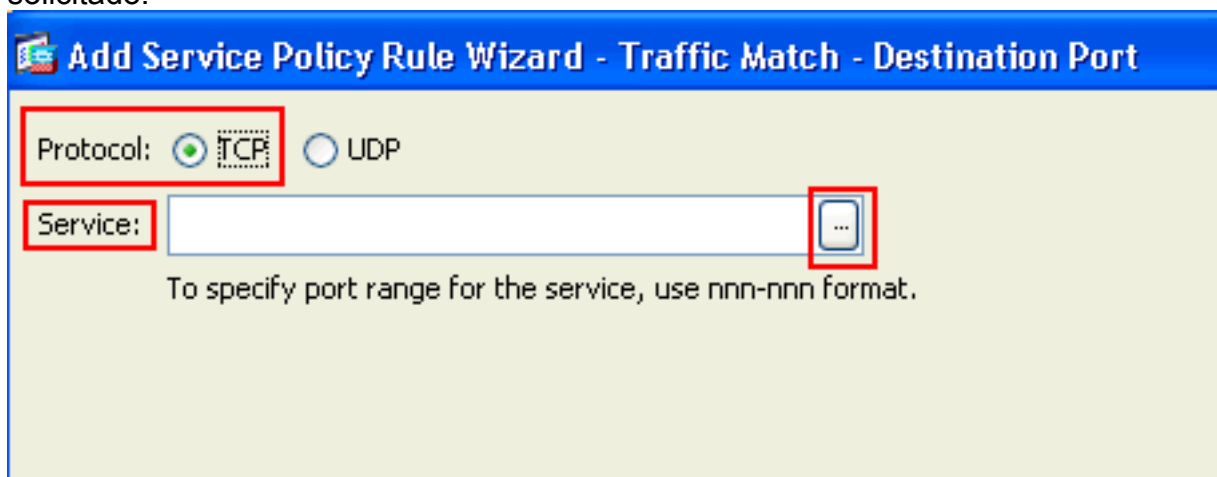 solicitado.
Add Service Policy Rule Wizard - Traffic Match - Destination Port
Protocol: TCP UDP
Service: ...
To specify port range for the service, use nnn-nnn format.